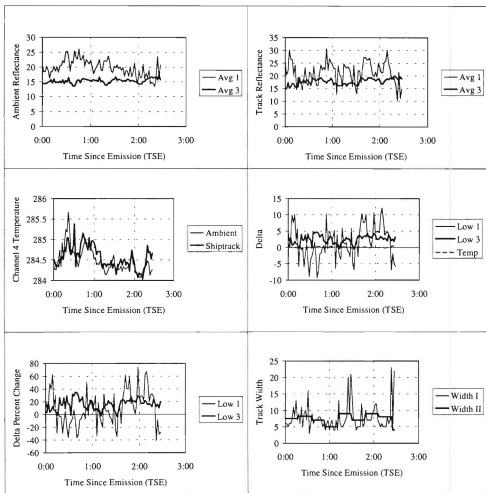 Ambient Reflectance
30
25
20
15
10
5
0
0:00 1:00 2:00 3:00
Time Since Emission (TSE)
Avg 1
Avg 3
Track Reflectance
35
30
25
20
15
10
5
0
0:00 1:00 2:00 3:00
Time Since Emission (TSE)
Avg 1
Avg 3
Channel 4 Temperature
286
285.5
285
284.5
284
0:00 1:00 2:00 3:00
Time Since Emission (TSE)
Ambient
Shiptrack
Delta
15
10
5
0
-5
-10
0:00 1:00 2:00 3:00
Time Since Emission (TSE)
Low 1
Low 3
Temp
Delta Percent Change
80
60
40
20
0
-20
-40
-60
0:00 1:00 2:00 3:00
Time Since Emission (TSE)
Low 1
Low 3
Track Width
25
20
15
10
5
0
0:00 1:00 2:00 3:00
Time Since Emission (TSE)
Width I
Width II